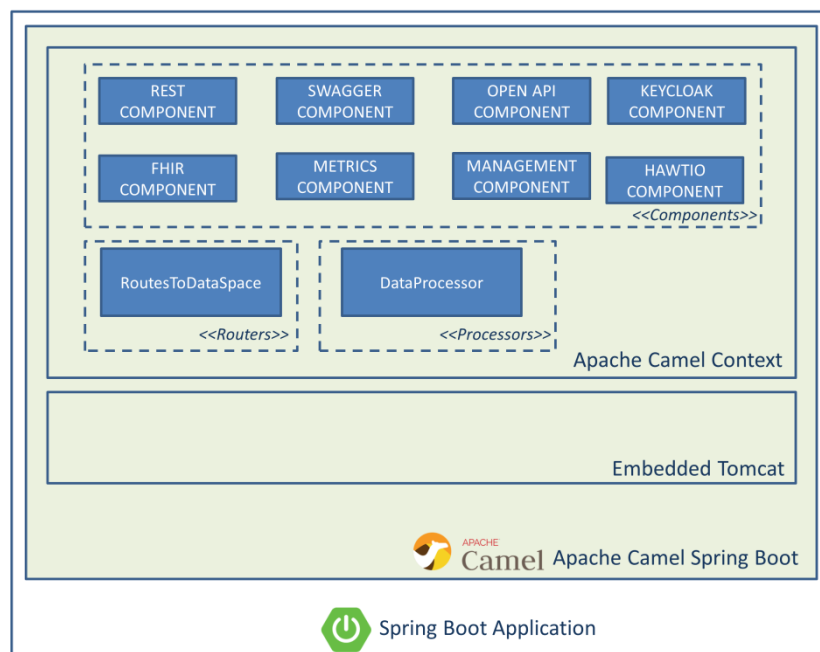 REST
COMPONENT
SWAGGER
COMPONENT
OPEN API
COMPONENT
KEYCLOAK
COMPONENT
FHIR
COMPONENT
METRICS
COMPONENT
MANAGEMENT
COMPONENT
HAWTIO
COMPONENT
<<Components>>
RoutesToDataSpace
<<Routers>>
DataProcessor
<<Processors>>
Apache Camel Context
Embedded Tomcat
APACHE
Camel
Apache Camel Spring Boot
Spring Boot Application